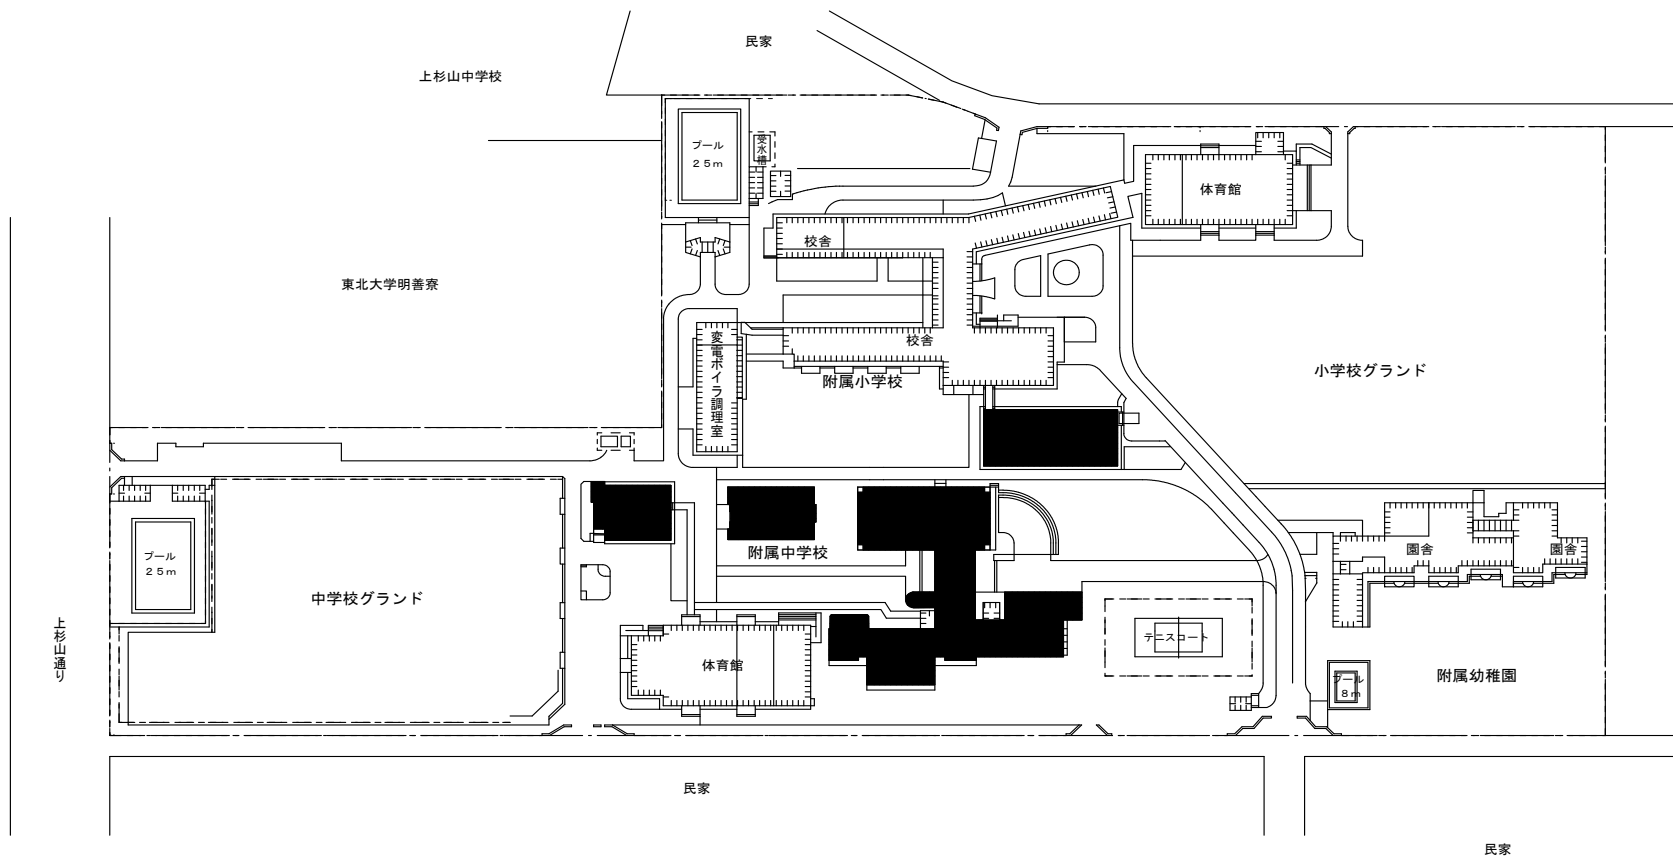 民家
上杉山中学校
プール
25m
受水槽
体育館
校舎
東北大学明善寮
変電ボイラ調理室
校舎
附属小学校
小学校グランド
プール
25m
附属中学校
園舎
園舎
中学校グランド
上杉山通り
体育館
テニスコート
プール
8m
附属幼稚園
民家
民家